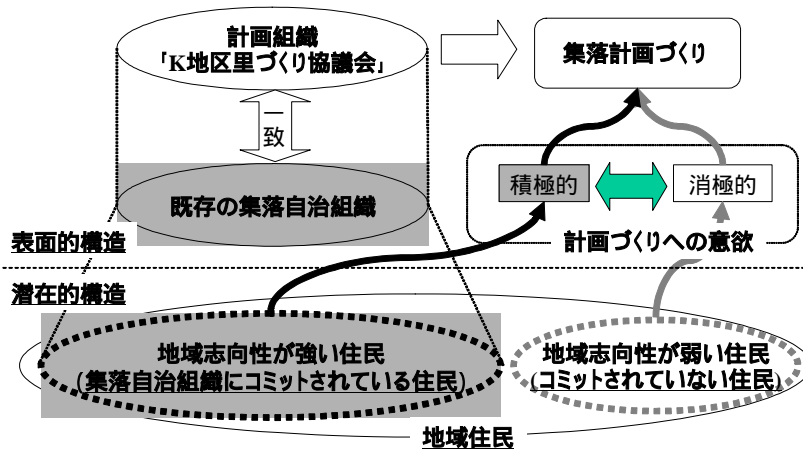 計画組織
「K地区里づくり協議会」
集落計画づくり
一
致
積極的
消極的
既存の集落自治組織
計画づくりへの意欲
表面的構造
潜在的構造
地域志向性が強い住民
(集落自治組織にコミットされている住民)
地域志向性が弱い住民
(コミットされていない住民)
地域住民